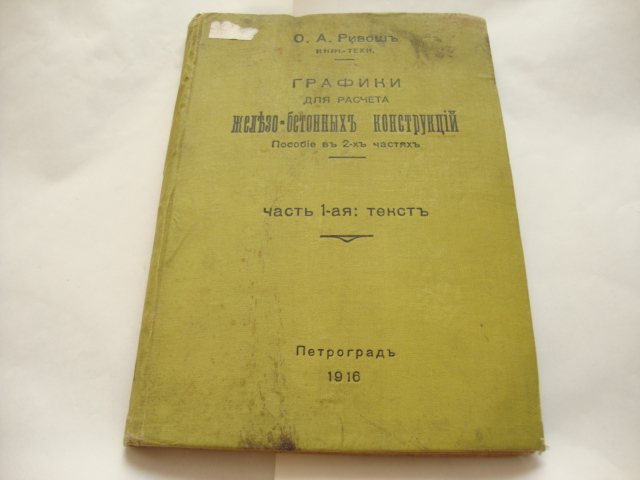 О. А. Ривошъ
ИНЖ.-ТЕХН.
ГРАФИКИ
ДЛЯ РАСЧЕТА
ЖЕЛѢЗО-БЕТОННЫХЪ КОНСТРУКЦІЙ
Пособіе въ 2-хъ частяхъ
ЧАСТЬ 1-АЯ: ТЕКСТЪ
Петроградъ
1916